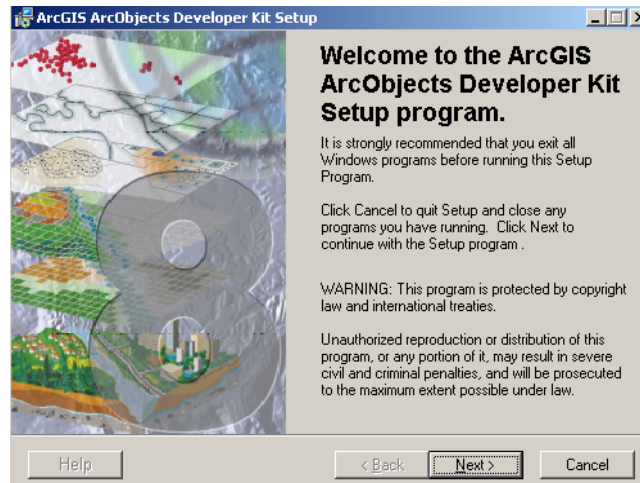 ArcGIS ArcObjects Developer Kit Setup
Welcome to the ArcGIS
ArcObjects Developer Kit
Setup program.
It is strongly recommended that you exit all
Windows programs before running this Setup
Program.
Click Cancel to quit Setup and close any
programs you have running. Click Next to
continue with the Setup program .
WARNING: This program is protected by copyright
law and international treaties.
Unauthorized reproduction or distribution of this
program, or any portion of it, may result in severe
civil and criminal penalties, and will be prosecuted
to the maximum extent possible under law.
8
Help
< Back
Next >
Cancel